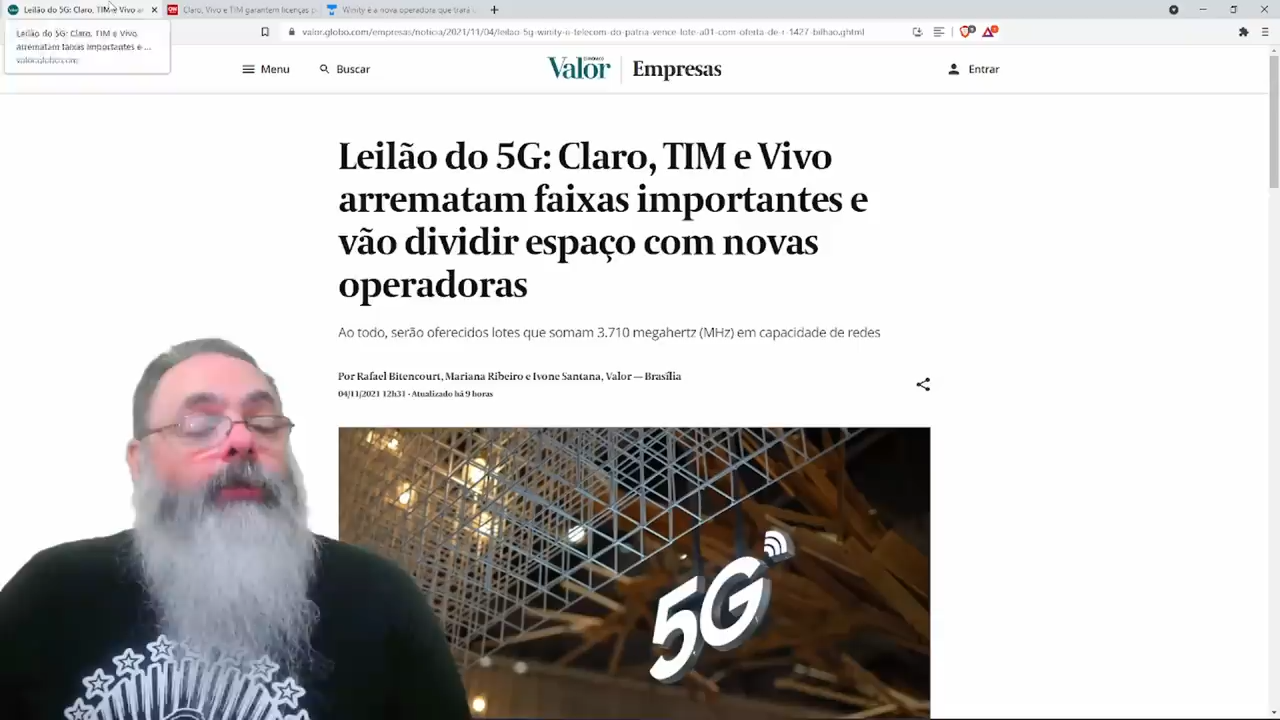 Leilão do 5G: Claro, TIM e Vivo ar
Claro, Vivo e TIM garantem licenças p
Winity é a nova operadora que trará
Leilão do 5G: Claro, TIM e Vivo
arrematam faixas importantes e ...
valor.globo.com
valor.globo.com/empresas/noticia/2021/11/04/leilao-5g-winity-ii-telecom-do-patria-vence-lote-a01-com-oferta-de-r-1427-bilhao.ghtml
Menu
Buscar
Valor
Empresas
Entrar
Leilão do 5G: Claro, TIM e Vivo
arrematam faixas importantes e
vão dividir espaço com novas
operadoras
Ao todo, serão oferecidos lotes que somam 3.710 megahertz (MHz) em capacidade de redes
Por Rafael Bitencourt, Mariana Ribeiro e Ivone Santana, Valor — Brasília
04/11/2021 12h31 · Atualizado há 9 horas
5G